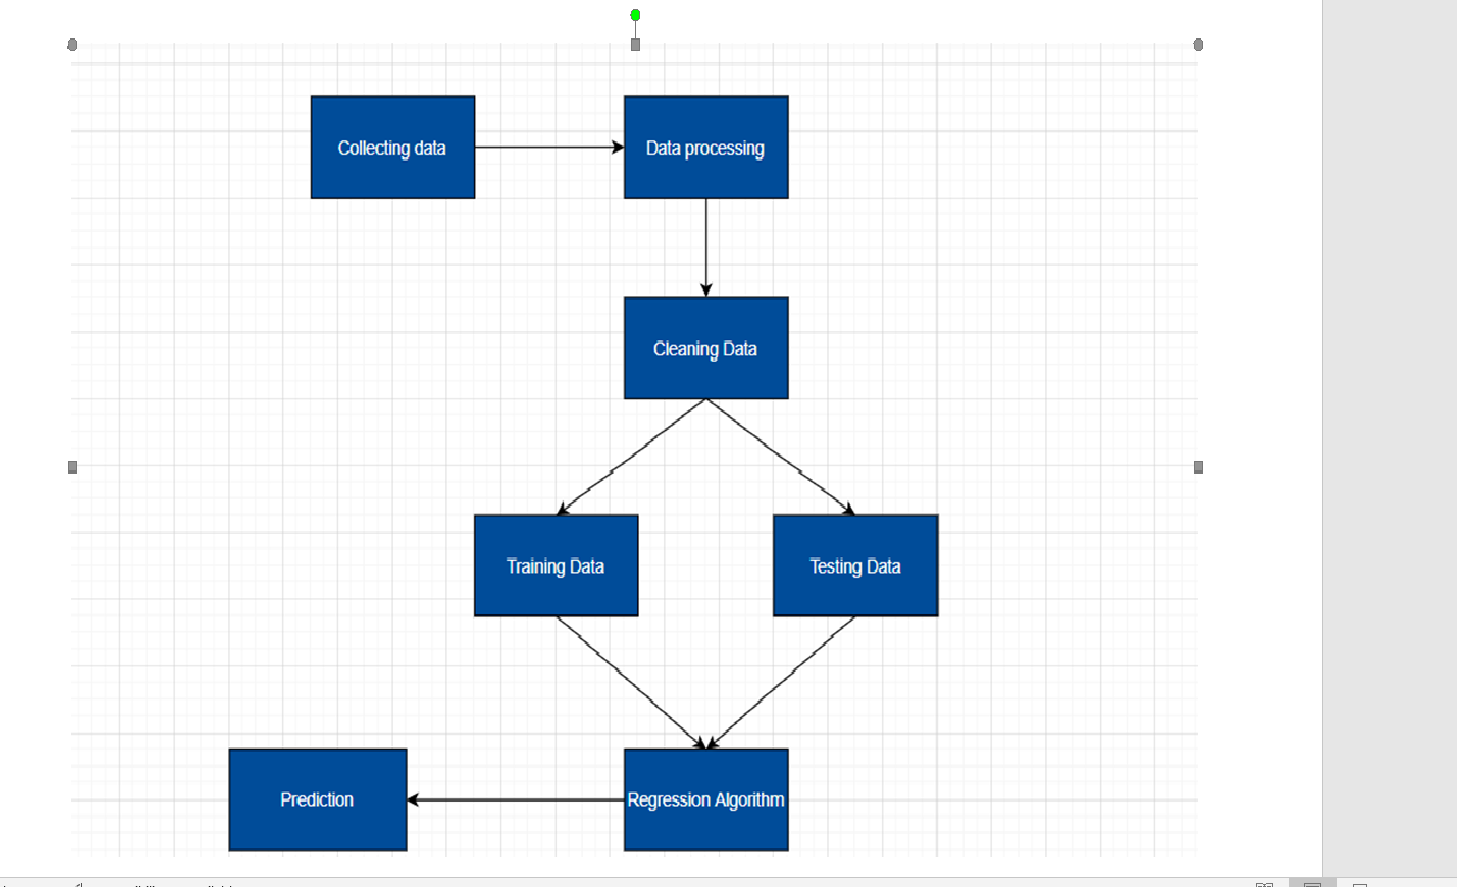 Collecting data
Data processing
Cleaning Data
Training Data
Testing Data
Prediction
Regression Algorithm